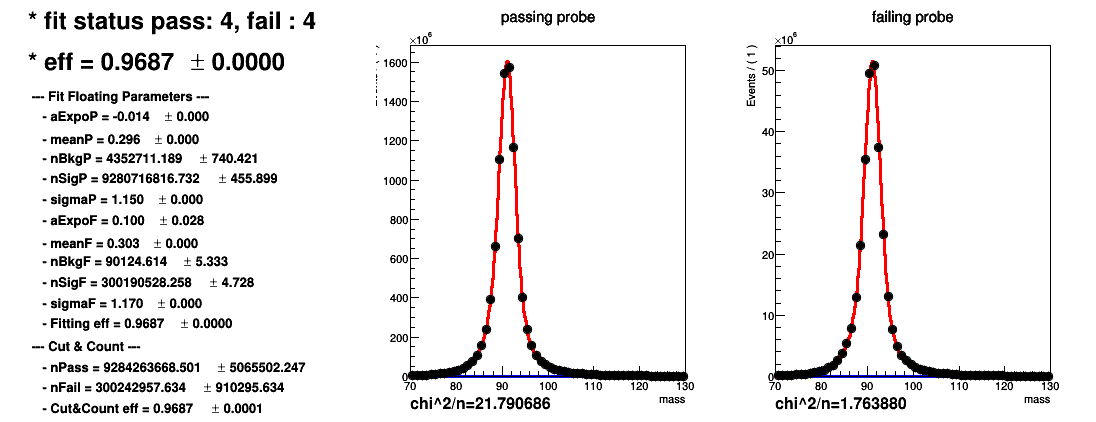 * fit status pass: 4, fail : 4
* eff = 0.9687 ± 0.0000
--- Fit Floating Parameters ---
- aExpoP = -0.014 ± 0.000
- meanP = 0.296 ± 0.000
- nBkgP = 4352711.189 ± 740.421
- nSigP = 9280716816.732 ± 455.899
- sigmaP = 1.150 ± 0.000
- aExpoF = 0.100 ± 0.028
- meanF = 0.303 ± 0.000
- nBkgF = 90124.614 ± 5.333
- nSigF = 300190528.258 ± 4.728
- sigmaF = 1.170 ± 0.000
- Fitting eff = 0.9687 ± 0.0000
--- Cut & Count ---
- nPass = 9284263668.501 ± 5065502.247
- nFail = 300242957.634 ± 910295.634
- Cut&Count eff = 0.9687 ± 0.0001
passing probe
×10⁶
1600
1400
1200
1000
800
600
400
200
0
70 80 90 100 110 120 130
mass
chi^2/n=21.790686
failing probe
×10⁶
Events / ( 1 )
50
40
30
20
10
0
70 80 90 100 110 120 130
mass
chi^2/n=1.763880